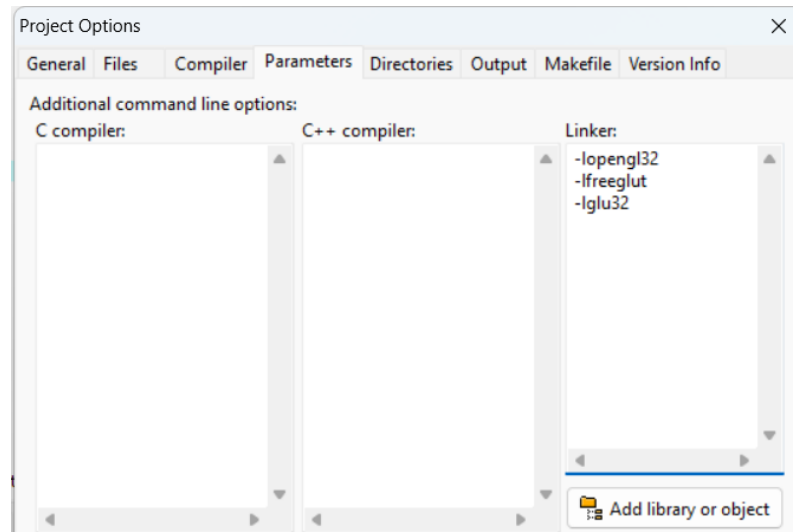 Project Options
General Files Compiler Parameters Directories Output Makefile Version Info
Additional command line options:
C compiler:
C++ compiler:
Linker:
-lopengl32
-lfreeglut
-lglu32
Add library or object